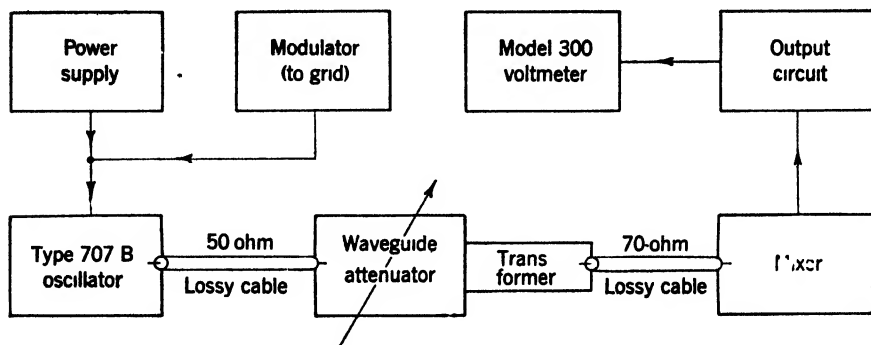 Power
supply
Modulator
(to grid)
Model 300
voltmeter
Output
circuit
Type 707 B
oscillator
50 ohm
Lossy cable
Waveguide
attenuator
Trans
former
70-ohm
Lossy cable